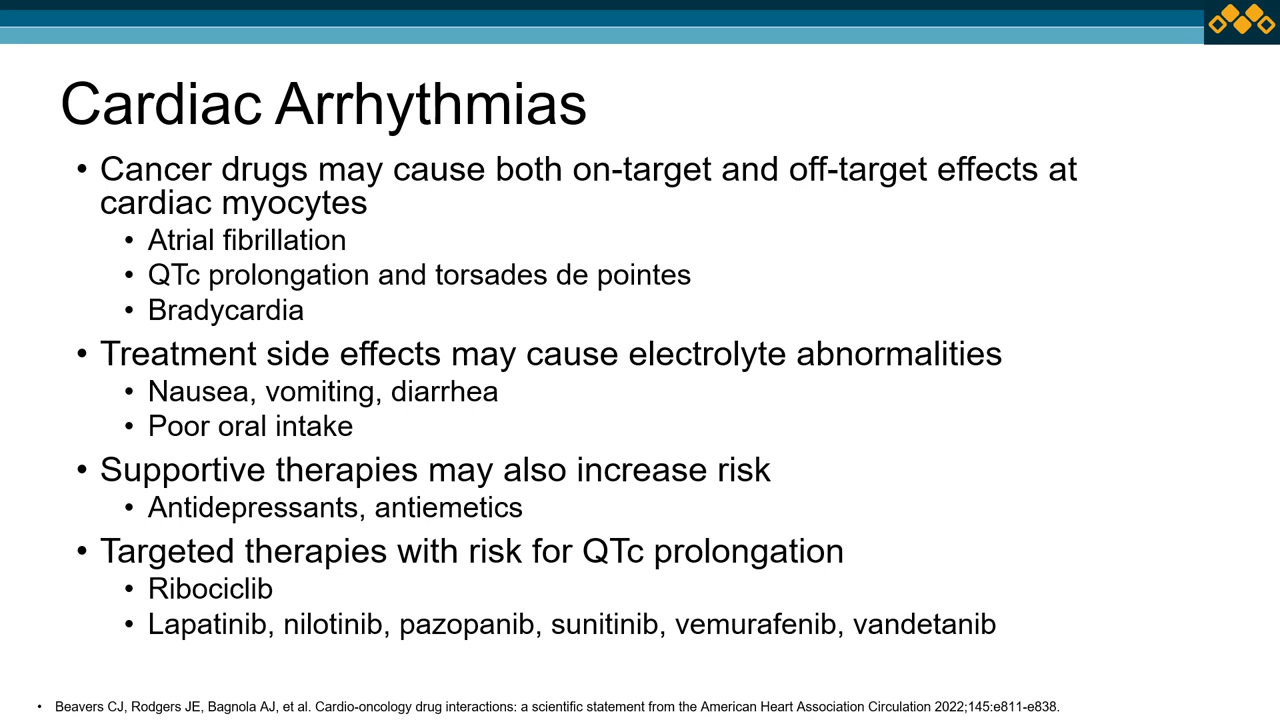 Cardiac Arrhythmias
• Cancer drugs may cause both on-target and off-target effects at
cardiac myocytes
• Atrial fibrillation
• QTc prolongation and torsades de pointes
• Bradycardia
• Treatment side effects may cause electrolyte abnormalities
• Nausea, vomiting, diarrhea
• Poor oral intake
• Supportive therapies may also increase risk
• Antidepressants, antiemetics
• Targeted therapies with risk for QTc prolongation
• Ribociclib
• Lapatinib, nilotinib, pazopanib, sunitinib, vemurafenib, vandetanib
• Beavers CJ, Rodgers JE, Bagnola AJ, et al. Cardio-oncology drug interactions: a scientific statement from the American Heart Association Circulation 2022;145:e811-e838.